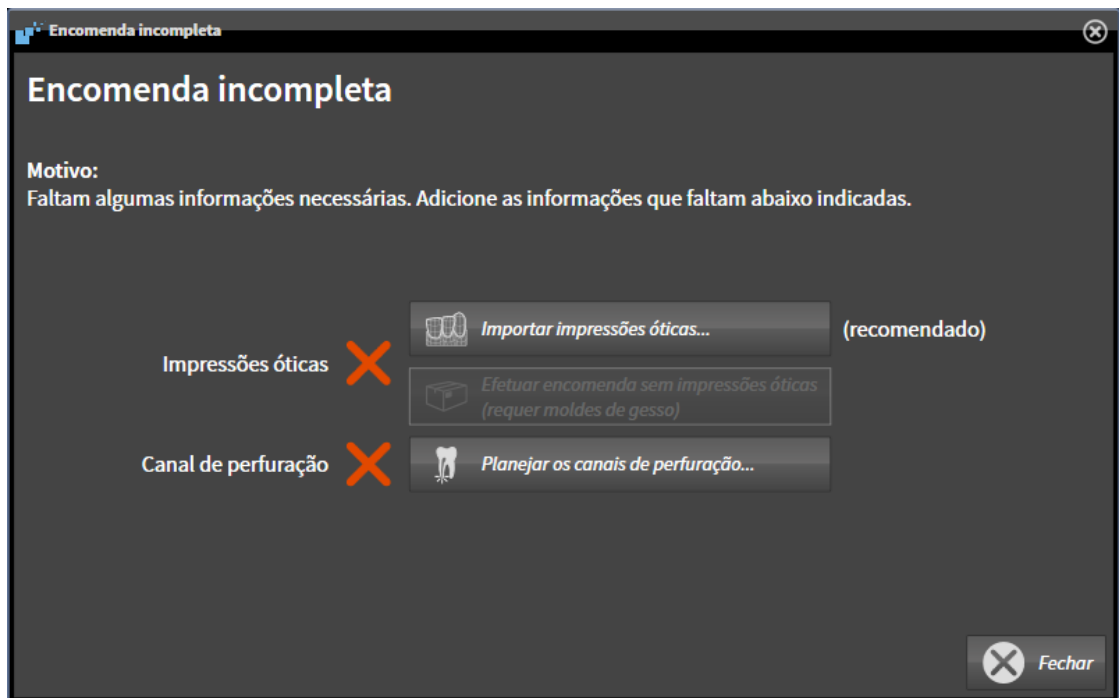 Encomenda incompleta
Encomenda incompleta
Motivo:
Faltam algumas informações necessárias. Adicione as informações que faltam abaixo indicadas.
Impressões óticas
Importar impressões óticas...
(recomendado)
Efetuar encomenda sem impressões óticas
(requer moldes de gesso)
Canal de perfuração
Planejar os canais de perfuração...
Fechar